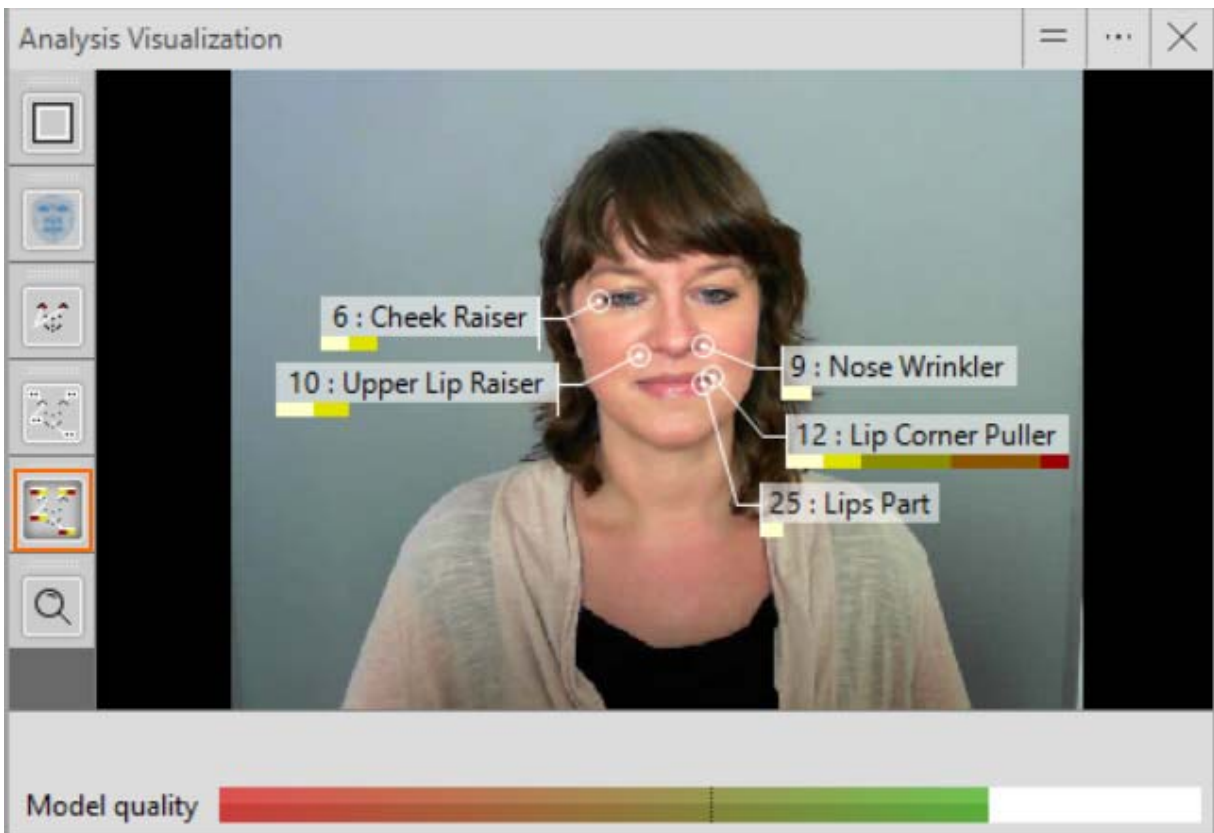 Analysis Visualization
6 : Cheek Raiser
10 : Upper Lip Raiser
9 : Nose Wrinkler
12 : Lip Corner Puller
25 : Lips Part
Model quality